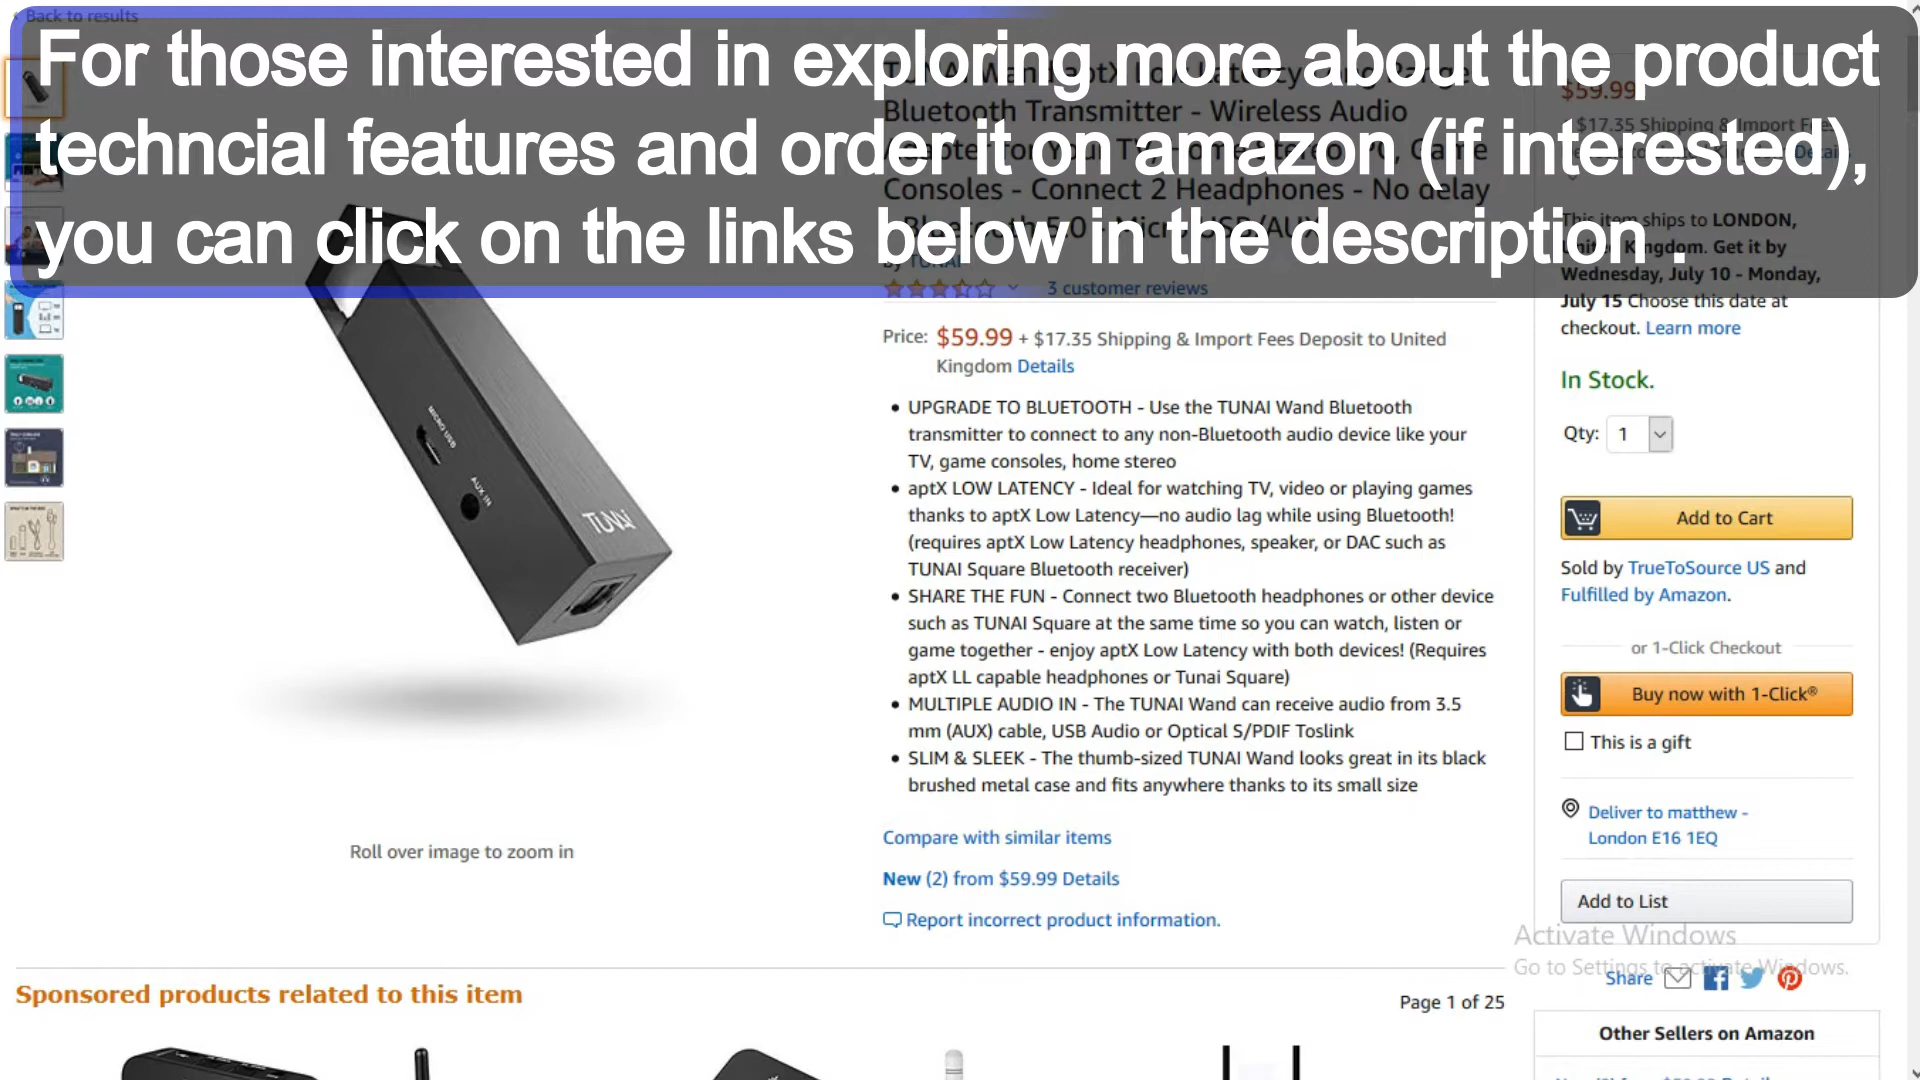 Back to results
For those interested in exploring more about the product
techncial features and order it on amazon (if interested),
you can click on the links below in the description .
Bluetooth Transmitter - Wireless Audio
Consoles - Connect 2 Headphones - No delay
by TUNAI
3 customer reviews
Price: $59.99 + $17.35 Shipping & Import Fees Deposit to United
Kingdom Details
• UPGRADE TO BLUETOOTH - Use the TUNAI Wand Bluetooth
transmitter to connect to any non-Bluetooth audio device like your
TV, game consoles, home stereo
• aptX LOW LATENCY - Ideal for watching TV, video or playing games
thanks to aptX Low Latency—no audio lag while using Bluetooth!
(requires aptX Low Latency headphones, speaker, or DAC such as
TUNAI Square Bluetooth receiver)
• SHARE THE FUN - Connect two Bluetooth headphones or other device
such as TUNAI Square at the same time so you can watch, listen or
game together - enjoy aptX Low Latency with both devices! (Requires
aptX LL capable headphones or Tunai Square)
• MULTIPLE AUDIO IN - The TUNAI Wand can receive audio from 3.5
mm (AUX) cable, USB Audio or Optical S/PDIF Toslink
• SLIM & SLEEK - The thumb-sized TUNAI Wand looks great in its black
brushed metal case and fits anywhere thanks to its small size
Compare with similar items
New (2) from $59.99 Details
Report incorrect product information.
MICRO USB
AUX IN
TUNAI
Roll over image to zoom in
$59.99
This item ships to LONDON,
United Kingdom. Get it by
Wednesday, July 10 - Monday,
July 15 Choose this date at
checkout. Learn more
In Stock.
Qty: 1
Add to Cart
Sold by TrueToSource US and
Fulfilled by Amazon.
or 1-Click Checkout
Buy now with 1-Click®
This is a gift
Deliver to matthew -
London E16 1EQ
Add to List
Activate Windows
Go to Settings to activate Windows.
Share
Sponsored products related to this item
Page 1 of 25
Other Sellers on Amazon